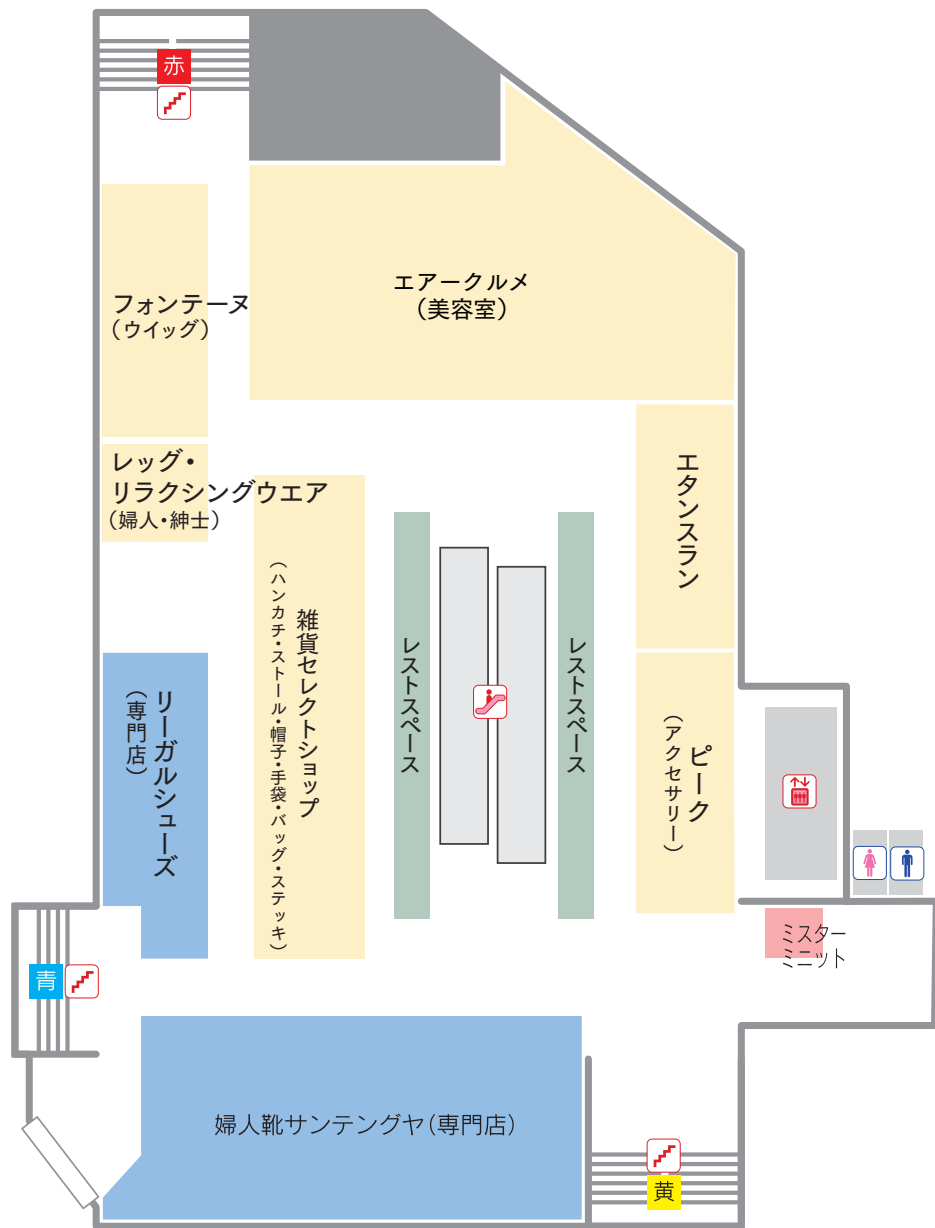 赤
エアークルメ
（美容室）
フォンテーヌ
（ウイッグ）
レッグ・
リラクシングウエア
（婦人・紳士）
エタンスラン
雑貨セレクトショップ
（ハンカチ・ストール・帽子・手袋・バッグ・ステッキ）
レストスペース
レストスペース
リーガルシューズ
（専門店）
ピーク
（アクセサリー）
ミスター
ミニット
青
婦人靴サンテングヤ（専門店）
黄